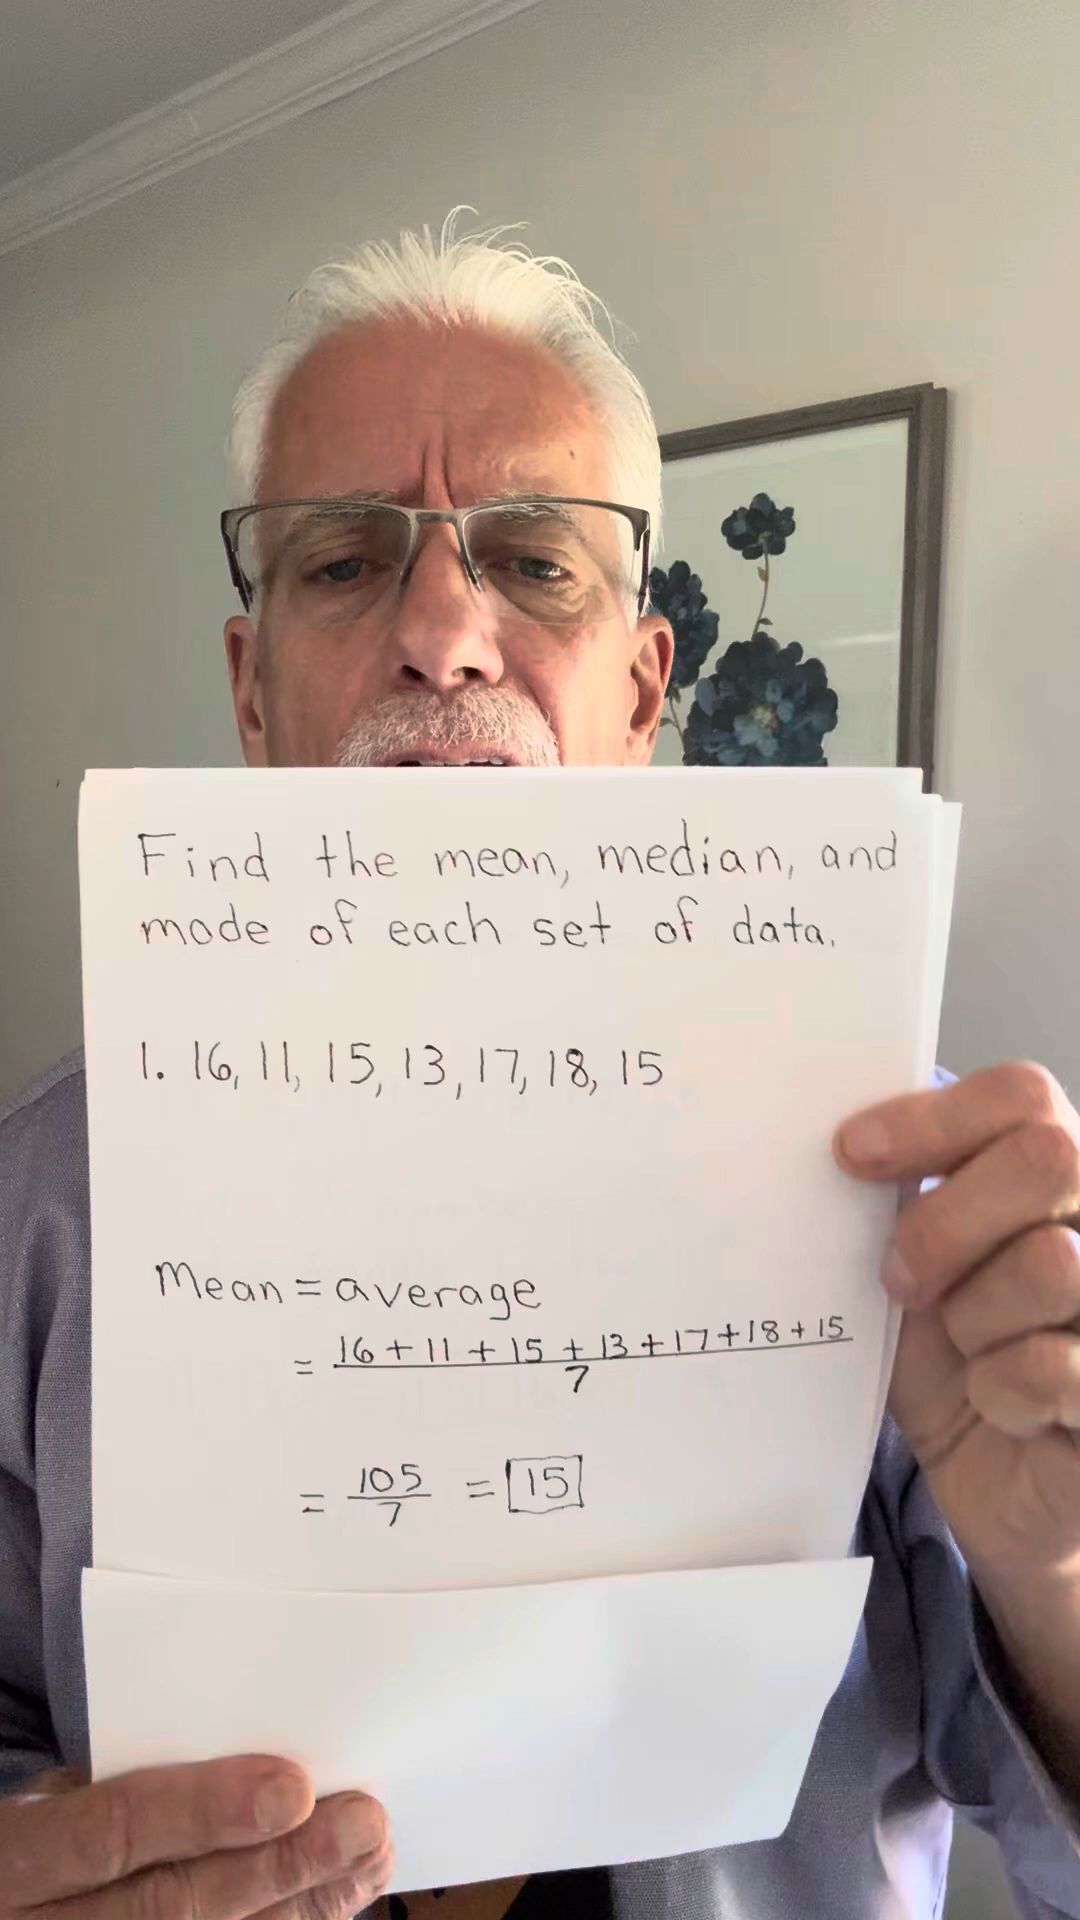 Find the mean, median, and
mode of each set of data.
1. 16, 11, 15, 13, 17, 18, 15
Mean = average
= 16 + 11 + 15 + 13 + 17 + 18 + 15
7
= 105 = 15
7